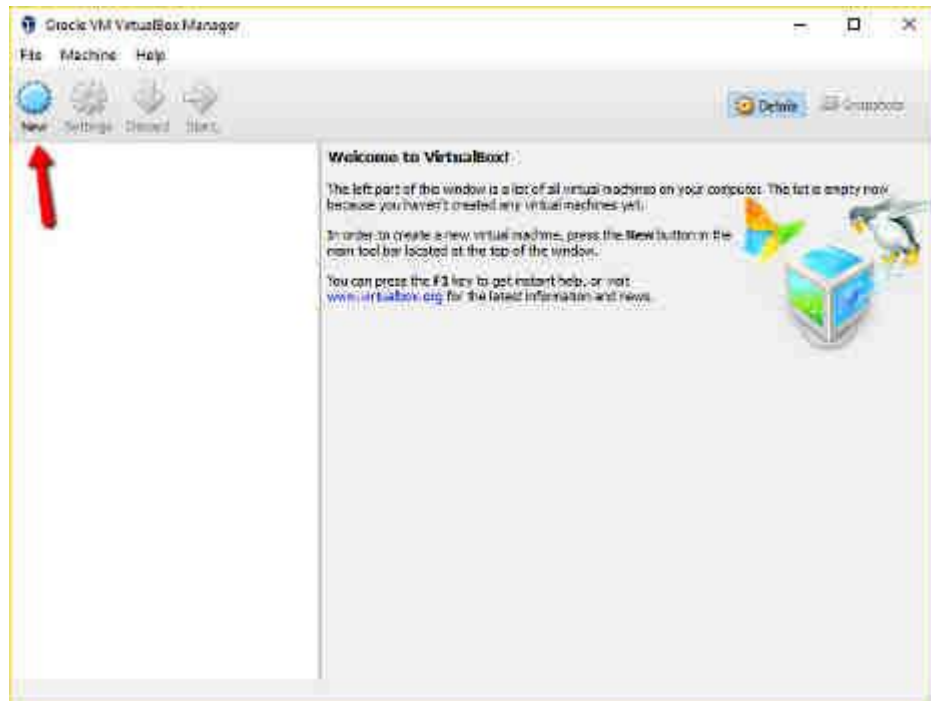 Oracle VM VirtualBox Manager
File Machine Help
New Settings Discard Start
Details Snapshots
Welcome to VirtualBox!
The left part of this window is a list of all virtual machines on your computer. The list is empty now
because you haven't created any virtual machines yet.
In order to create a new virtual machine, press the New button in the
main tool bar located at the top of the window.
You can press the F1 key to get instant help, or visit
www.virtualbox.org for the latest information and news.